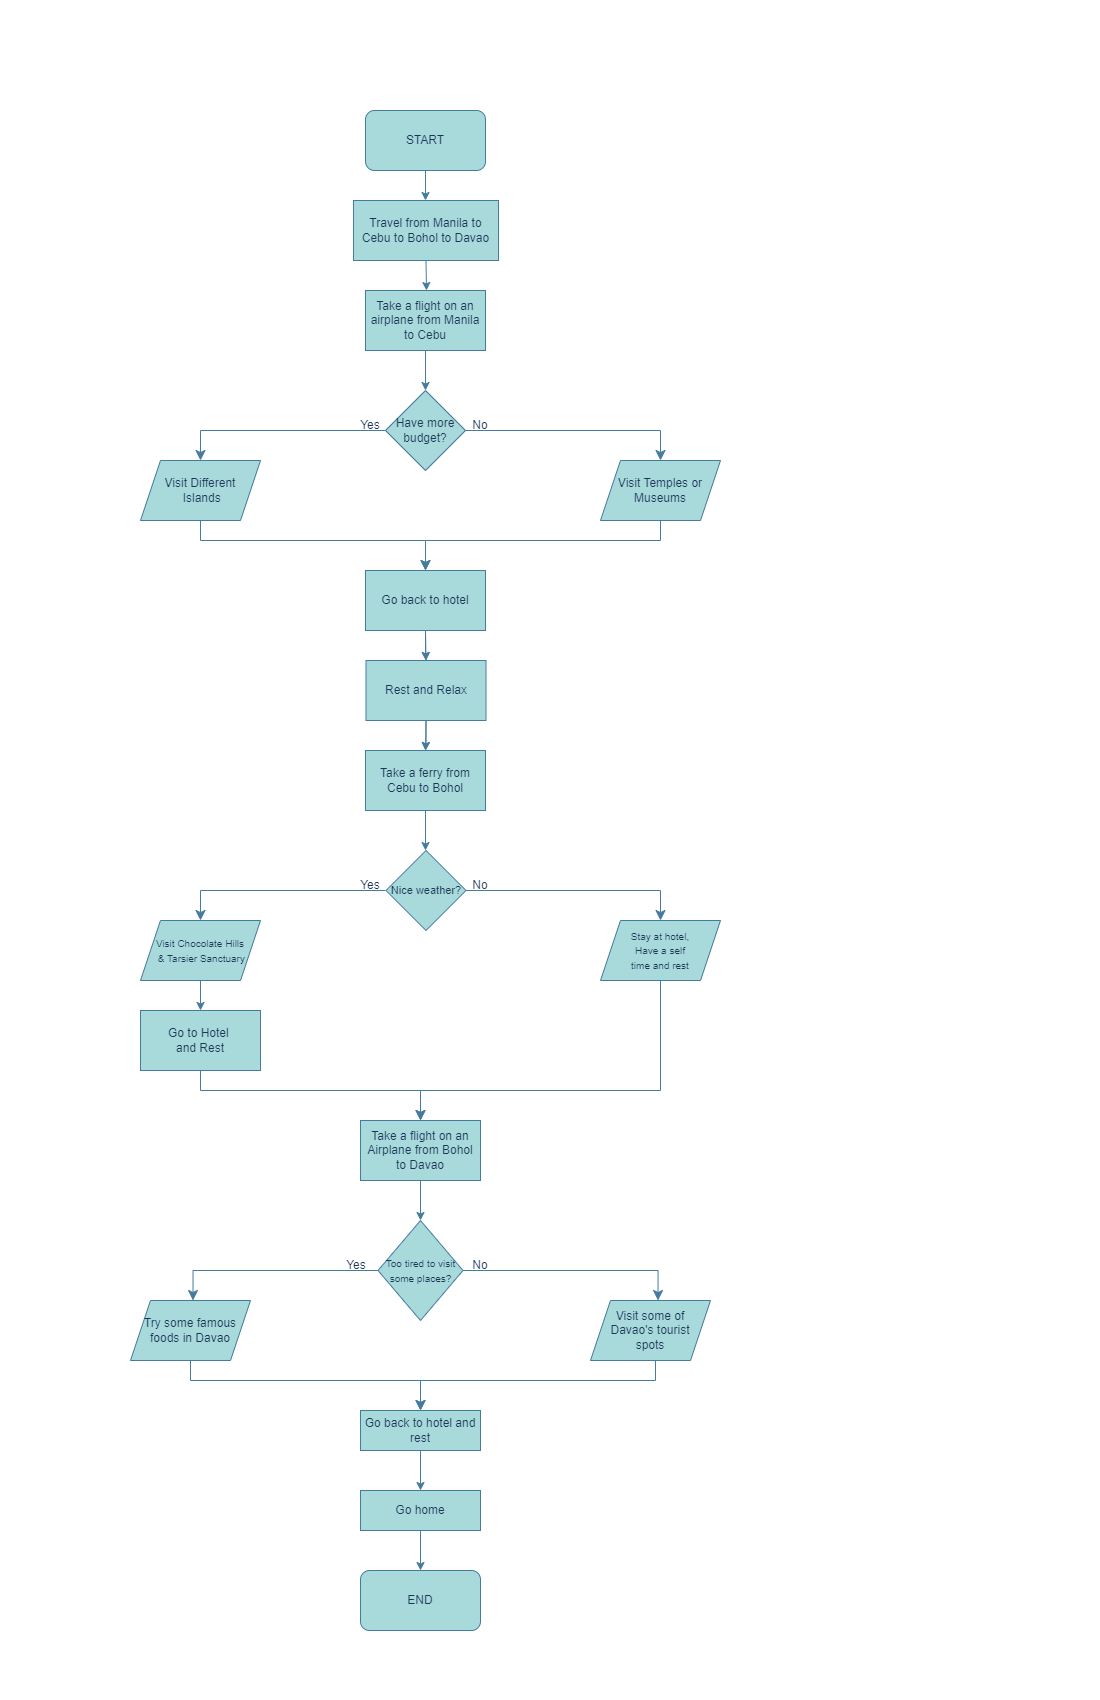 START
Travel from Manila to
Cebu to Bohol to Davao
Take a flight on an
airplane from Manila
to Cebu
Have more
budget?
Yes
No
Visit Different
Islands
Visit Temples or
Museums
Go back to hotel
Rest and Relax
Take a ferry from
Cebu to Bohol
Nice weather?
Yes
No
Visit Chocolate Hills
& Tarsier Sanctuary
Stay at hotel,
Have a self
time and rest
Go to Hotel
and Rest
Take a flight on an
Airplane from Bohol
to Davao
Too tired to visit
some places?
Yes
No
Try some famous
foods in Davao
Visit some of
Davao's tourist
spots
Go back to hotel and
rest
Go home
END